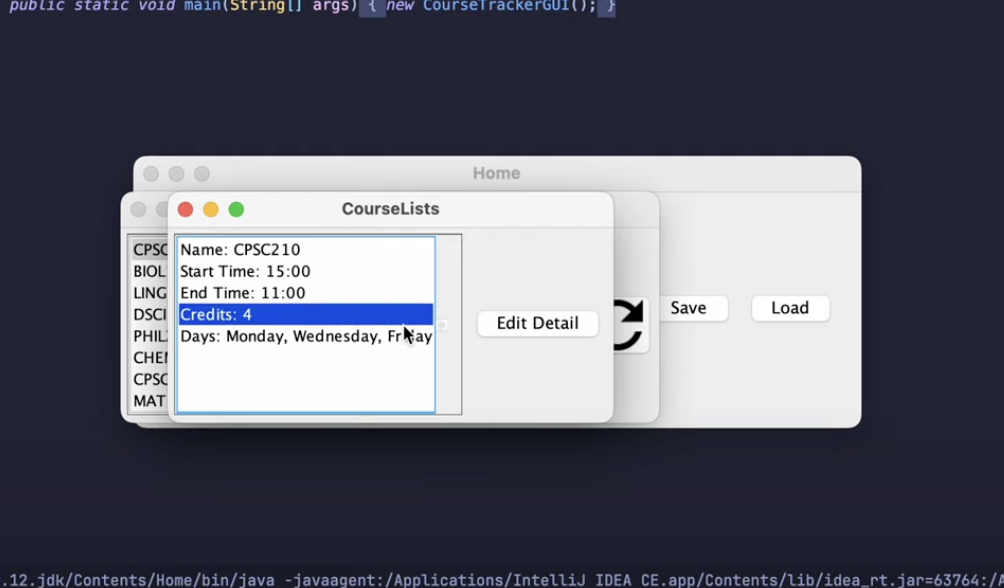 public static void main(String[] args) { new CourseTrackerGUI(); }
Home
CourseLists
CPSC
BIOL
LING
DSCI
PHIL
CHE
CPSC
MAT
Name: CPSC210
Start Time: 15:00
End Time: 11:00
Credits: 4
Days: Monday, Wednesday, Friday
Edit Detail
Save
Load
.12.jdk/Contents/Home/bin/java -javaagent:/Applications/IntelliJ IDEA CE.app/Contents/lib/idea_rt.jar=63764:/